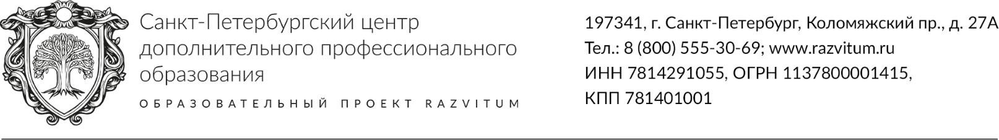 Санкт-Петербургский центр
дополнительного профессионального
образования
ОБРАЗОВАТЕЛЬНЫЙ ПРОЕКТ RAZVITUM
197341, г. Санкт-Петербург, Коломяжский пр., д. 27А
Тел.: 8 (800) 555-30-69; www.razvitum.ru
ИНН 7814291055, ОГРН 1137800001415,
КПП 781401001